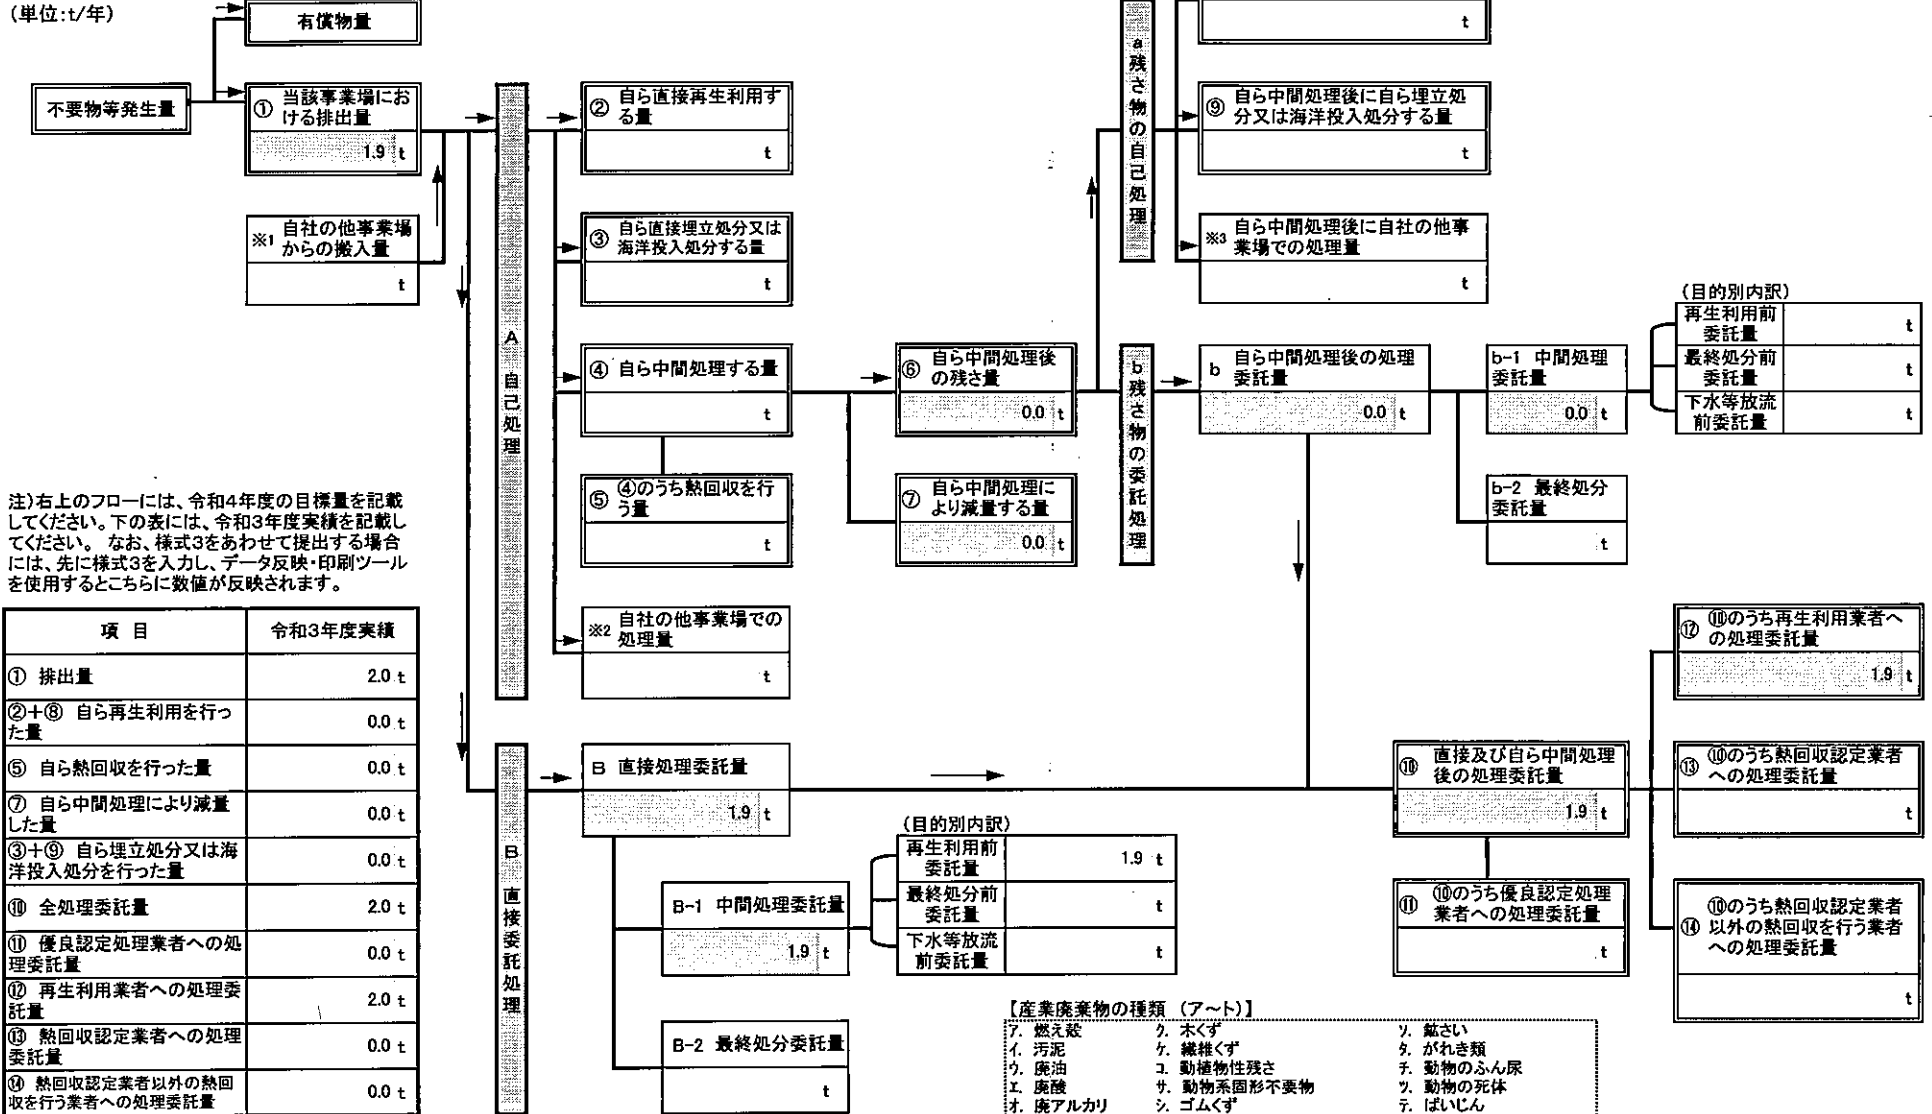 (単位:t/年)
有償物量
不要物等発生量
① 当該事業場にお
ける排出量
1.9 t
※1 自社の他事業場
からの搬入量
t
A 自己処理
② 自ら直接再生利用す
る量
t
③ 自ら直接埋立処分又は
海洋投入処分する量
t
④ 自ら中間処理する量
t
⑤ ④のうち熱回収を行
う量
t
※2 自社の他事業場での
処理量
t
⑥ 自ら中間処理後
の残さ量
0.0 t
⑦ 自ら中間処理に
より減量する量
0.0 t
a 残さ物の自己処理
t
⑨ 自ら中間処理後に自ら埋立処
分又は海洋投入処分する量
t
※3 自ら中間処理後に自社の他事
業場での処理量
t
b 残さ物の委託処理
b 自ら中間処理後の処理
委託量
0.0 t
b-1 中間処理
委託量
0.0 t
(目的別内訳)
再生利用前
委託量
t
最終処分前
委託量
t
下水等放流
前委託量
t
b-2 最終処分
委託量
t
注)右上のフローには、令和4年度の目標量を記載
してください。下の表には、令和3年度実績を記載し
てください。 なお、様式3をあわせて提出する場合
には、先に様式3を入力し、データ反映・印刷ツール
を使用するとこちらに数値が反映されます。
項 目 令和3年度実績
① 排出量 2.0 t
②+⑧ 自ら再生利用を行っ
た量 0.0 t
⑤ 自ら熱回収を行った量 0.0 t
⑦ 自ら中間処理により減量
した量 0.0 t
③+⑨ 自ら埋立処分又は海
洋投入処分を行った量 0.0 t
⑩ 全処理委託量 2.0 t
⑪ 優良認定処理業者への処
理委託量 0.0 t
⑫ 再生利用業者への処理委
託量 2.0 t
⑬ 熱回収認定業者への処理
委託量 0.0 t
⑭ 熱回収認定業者以外の熱回
収を行う業者への処理委託量 0.0 t
B 直接委託処理
B 直接処理委託量
1.9 t
B-1 中間処理委託量
1.9 t
(目的別内訳)
再生利用前
委託量
1.9 t
最終処分前
委託量
t
下水等放流
前委託量
t
B-2 最終処分委託量
t
⑩ 直接及び自ら中間処理
後の処理委託量
1.9 t
⑪ ⑩のうち優良認定処理
業者への処理委託量
t
⑫ ⑩のうち再生利用業者へ
の処理委託量
1.9 t
⑬ ⑩のうち熱回収認定業者
への処理委託量
t
⑭ ⑩のうち熱回収認定業者
以外の熱回収を行う業者
への処理委託量
t
【産業廃棄物の種類 (ア～ト)】
ア. 燃え殻 ク. 木くず ソ. 鉱さい
イ. 汚泥 ケ. 繊維くず タ. がれき類
ウ. 廃油 コ. 動植物性残さ チ. 動物のふん尿
エ. 廃酸 サ. 動物系固形不要物 ツ. 動物の死体
オ. 廃アルカリ シ. ゴムくず テ. ばいじん